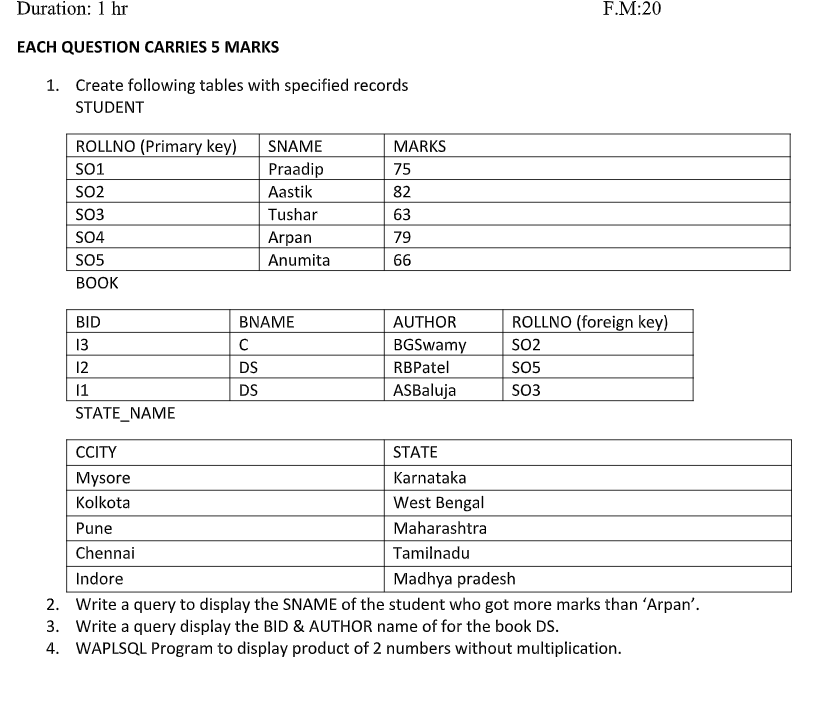 Duration: 1 hr F.M:20
EACH QUESTION CARRIES 5 MARKS
1. Create following tables with specified records
STUDENT
ROLLNO (Primary key) SNAME MARKS
SO1 Praadip 75
SO2 Aastik 82
SO3 Tushar 63
SO4 Arpan 79
SO5 Anumita 66
BOOK
BID BNAME AUTHOR ROLLNO (foreign key)
I3 C BGSwamy SO2
I2 DS RBPatel SO5
I1 DS ASBaluja SO3
STATE_NAME
CCITY STATE
Mysore Karnataka
Kolkota West Bengal
Pune Maharashtra
Chennai Tamilnadu
Indore Madhya pradesh
2. Write a query to display the SNAME of the student who got more marks than ‘Arpan’.
3. Write a query display the BID & AUTHOR name of for the book DS.
4. WAPLSQL Program to display product of 2 numbers without multiplication.